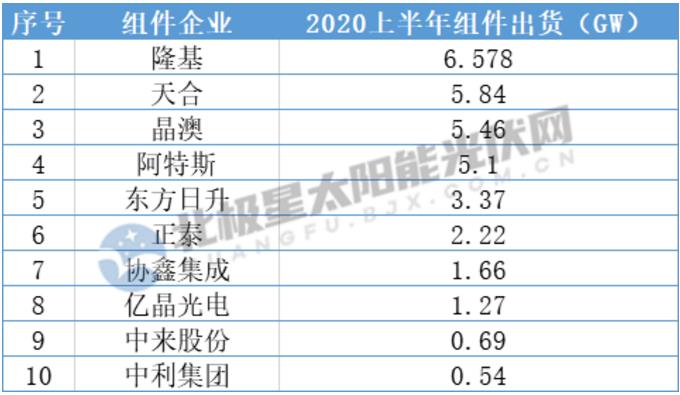 序号 组件企业 2020上半年组件出货（GW）
1 隆基 6.578
2 天合 5.84
3 晶澳 5.46
4 阿特斯 5.1
5 东方日升 3.37
6 正泰 2.22
7 协鑫集成 1.66
8 亿晶光电 1.27
9 中来股份 0.69
10 中利集团 0.54
北极星太阳能光伏网
GUANGFU.BJX.COM.CN